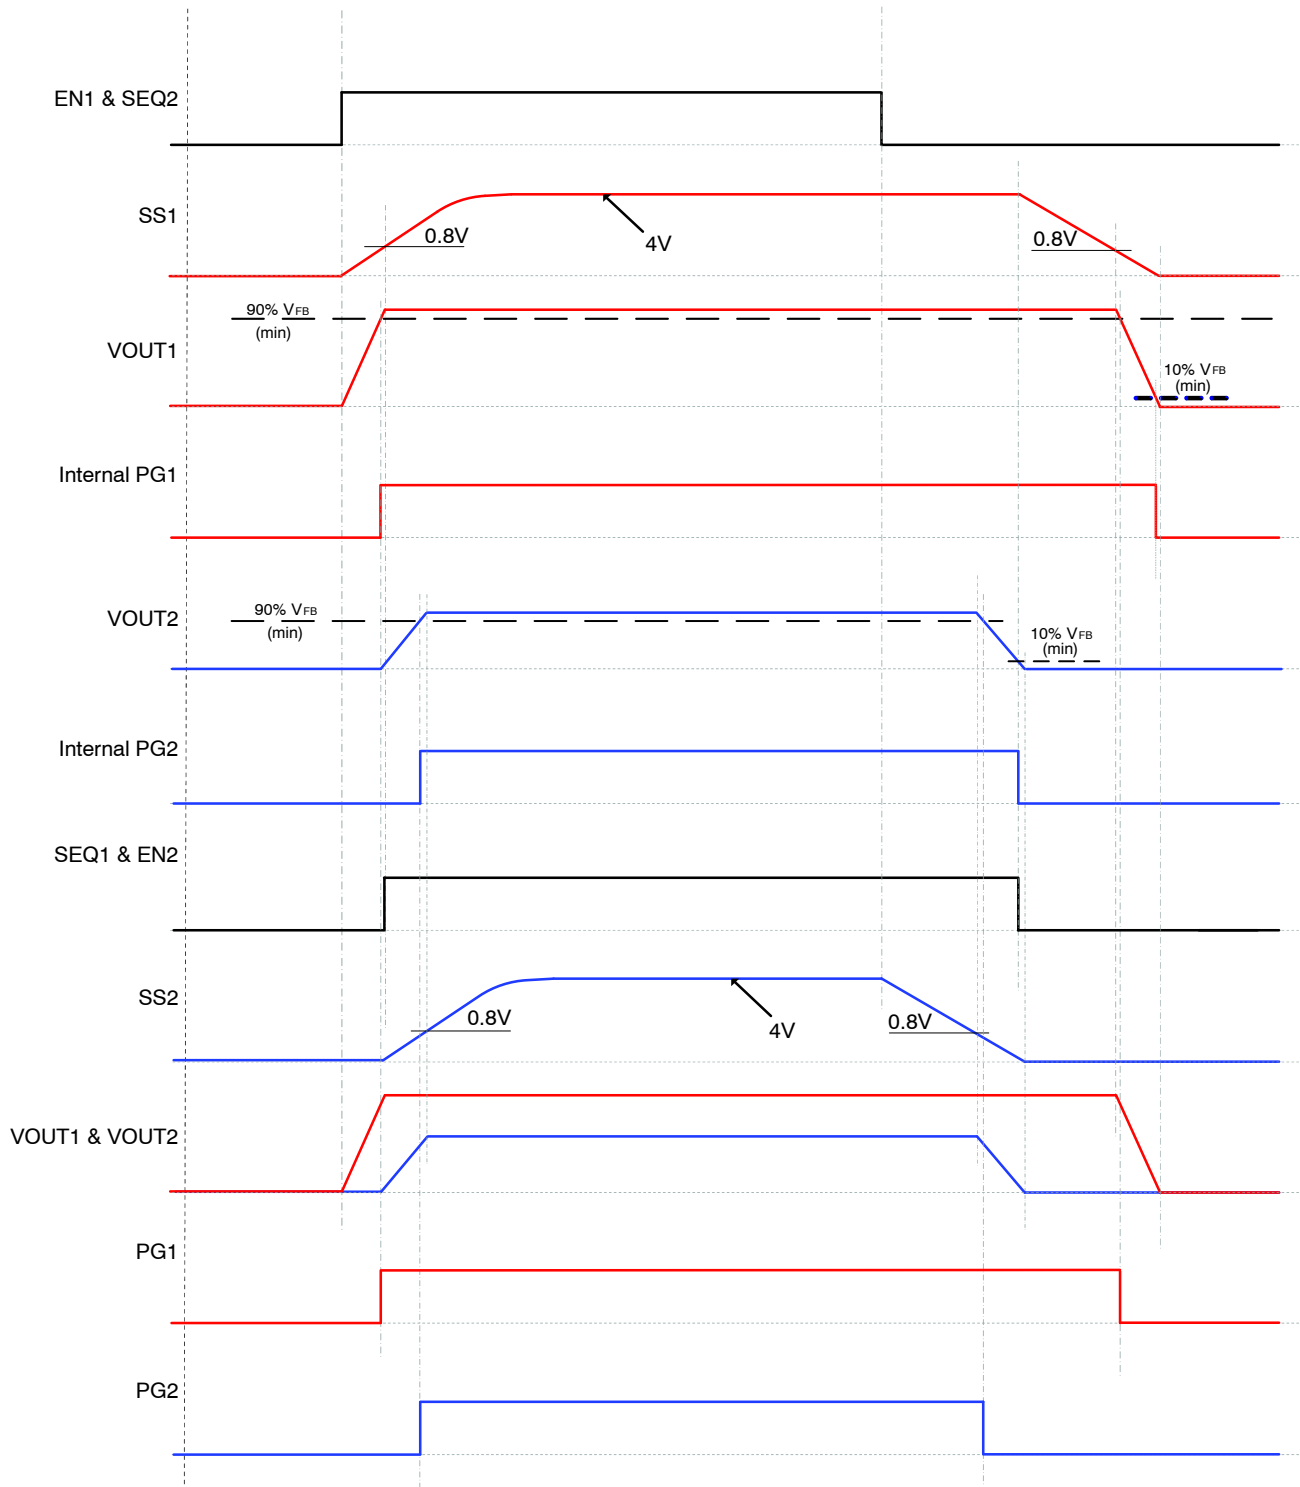 EN1 & SEQ2
SS1
0.8V
4V
0.8V
90% VFB
(min)
VOUT1
10% VFB
(min)
Internal PG1
90% VFB
(min)
VOUT2
10% VFB
(min)
Internal PG2
SEQ1 & EN2
SS2
0.8V
4V
0.8V
VOUT1 & VOUT2
PG1
PG2